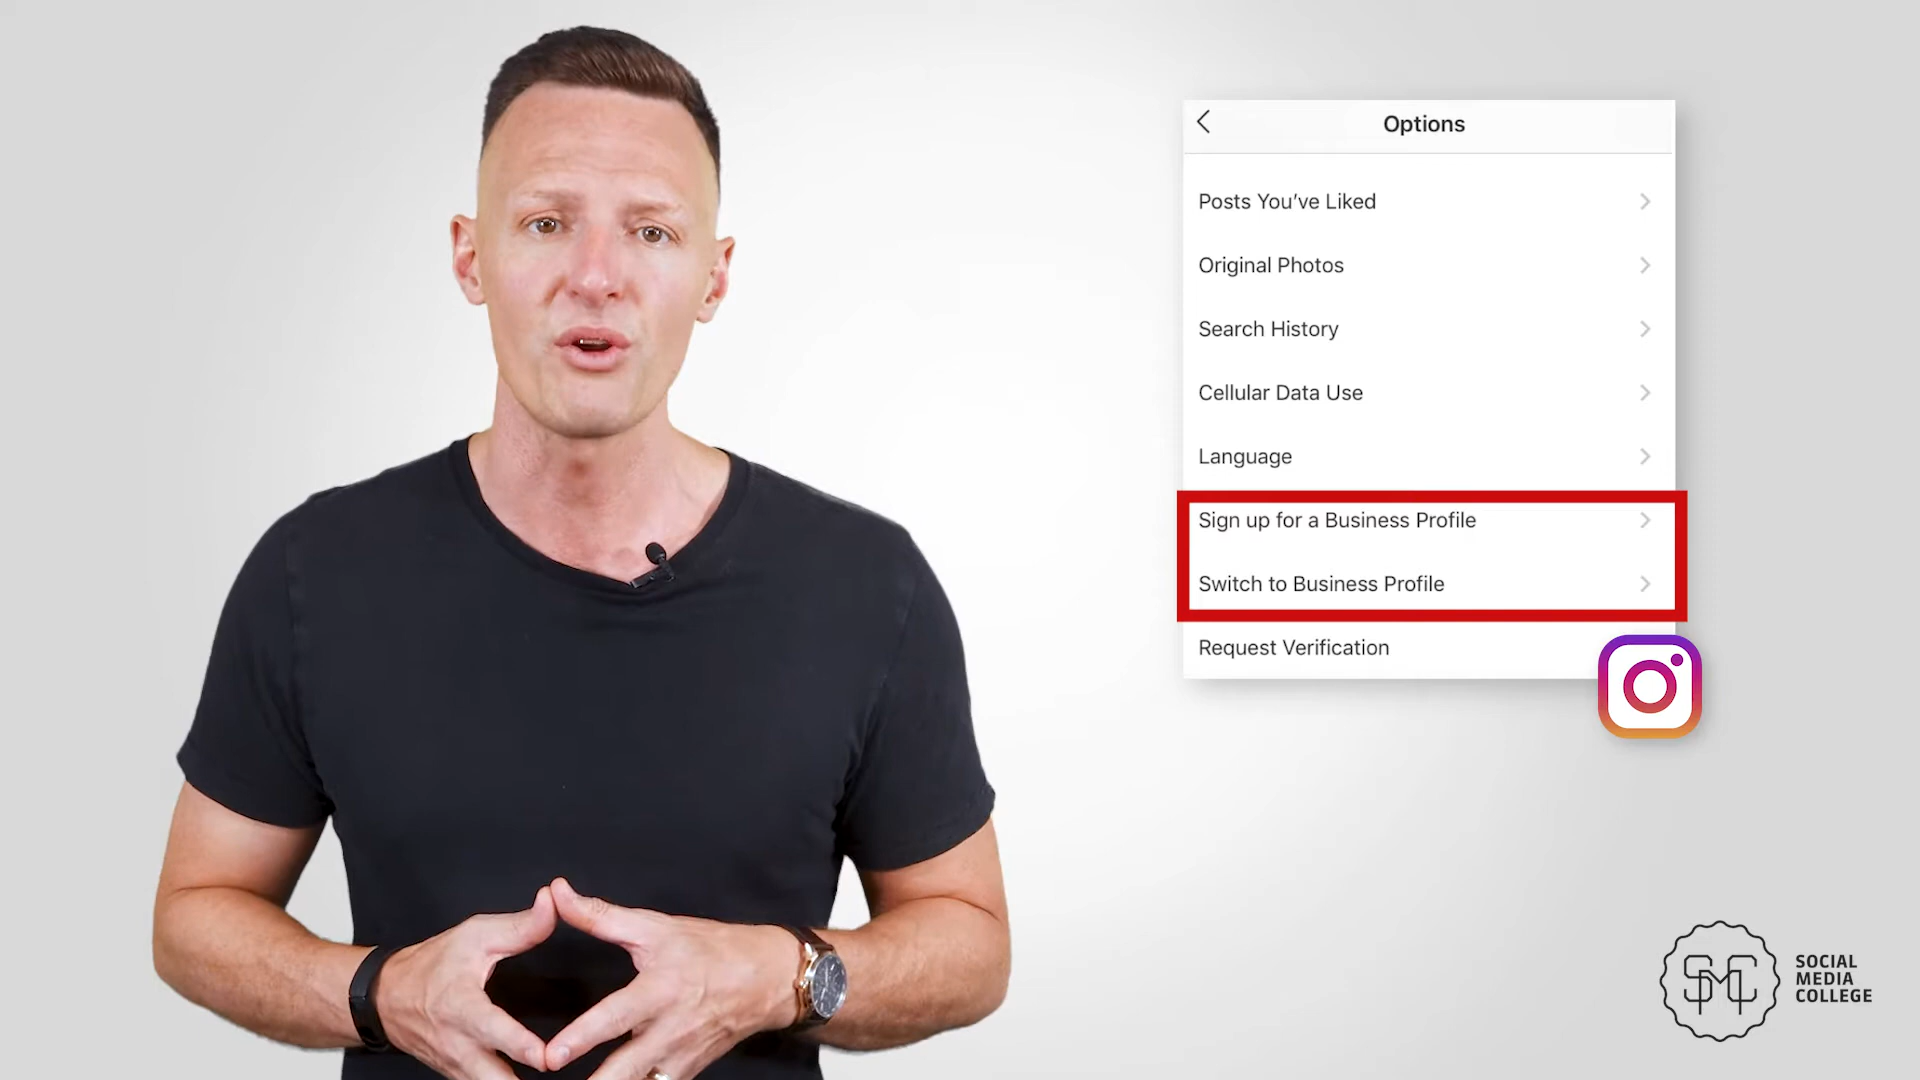 Options
Posts You’ve Liked
Original Photos
Search History
Cellular Data Use
Language
Sign up for a Business Profile
Switch to Business Profile
Request Verification
SMC
SOCIAL
MEDIA
COLLEGE